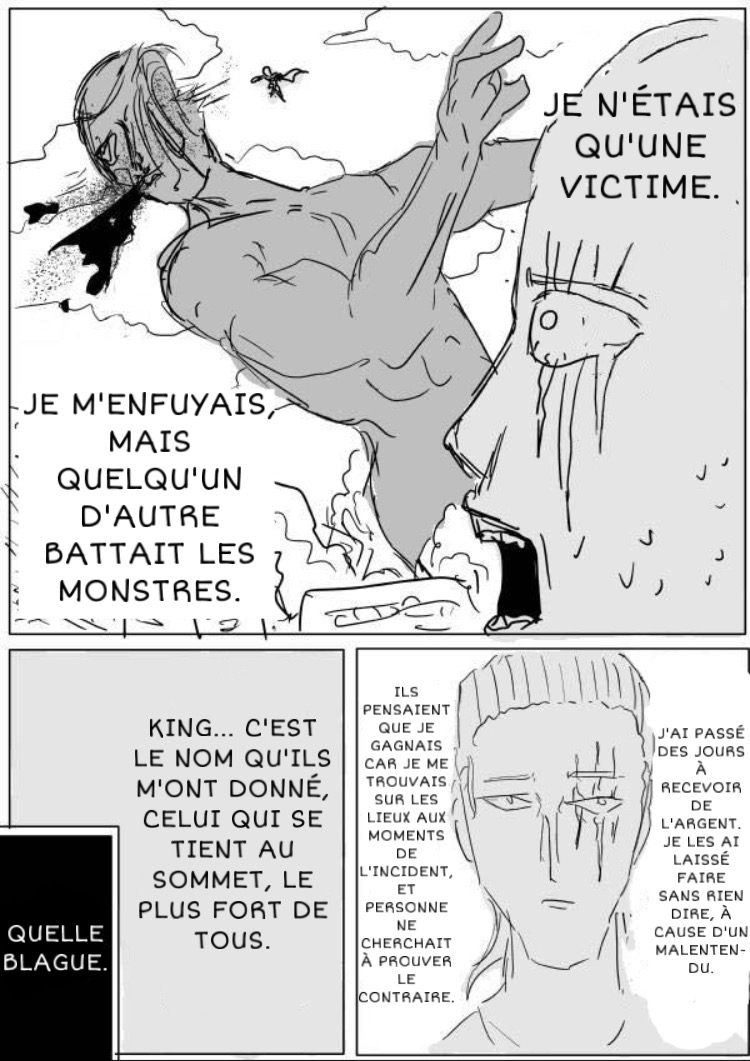 JE N'ÉTAIS
QU'UNE
VICTIME.
JE M'ENFUYAIS,
MAIS
QUELQU'UN
D'AUTRE
BATTAIT LES
MONSTRES.
J'AI PASSÉ
DES JOURS
À
RECEVOIR
DE
L'ARGENT.
JE LES AI
LAISSÉ
FAIRE
SANS RIEN
DIRE, À
CAUSE D'UN
MALENTEN-
DU.
ILS
PENSAIENT
QUE JE
GAGNAIS
CAR JE ME
TROUVAIS
SUR LES
LIEUX AUX
MOMENTS
DE
L'INCIDENT,
ET
PERSONNE
NE
CHERCHAIT
À PROUVER
LE
CONTRAIRE.
KING... C'EST
LE NOM QU'ILS
M'ONT DONNÉ,
CELUI QUI SE
TIENT AU
SOMMET, LE
PLUS FORT DE
TOUS.
QUELLE
BLAGUE.